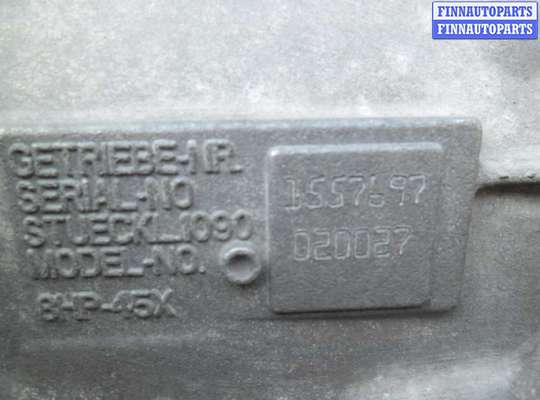 FINNAUTOPARTS
FINNAUTOPARTS
GETRIEBE-NR.
SERIAL-NO
STUECKL.1090
MODEL-NO.
8HP-45X
1557697
020027